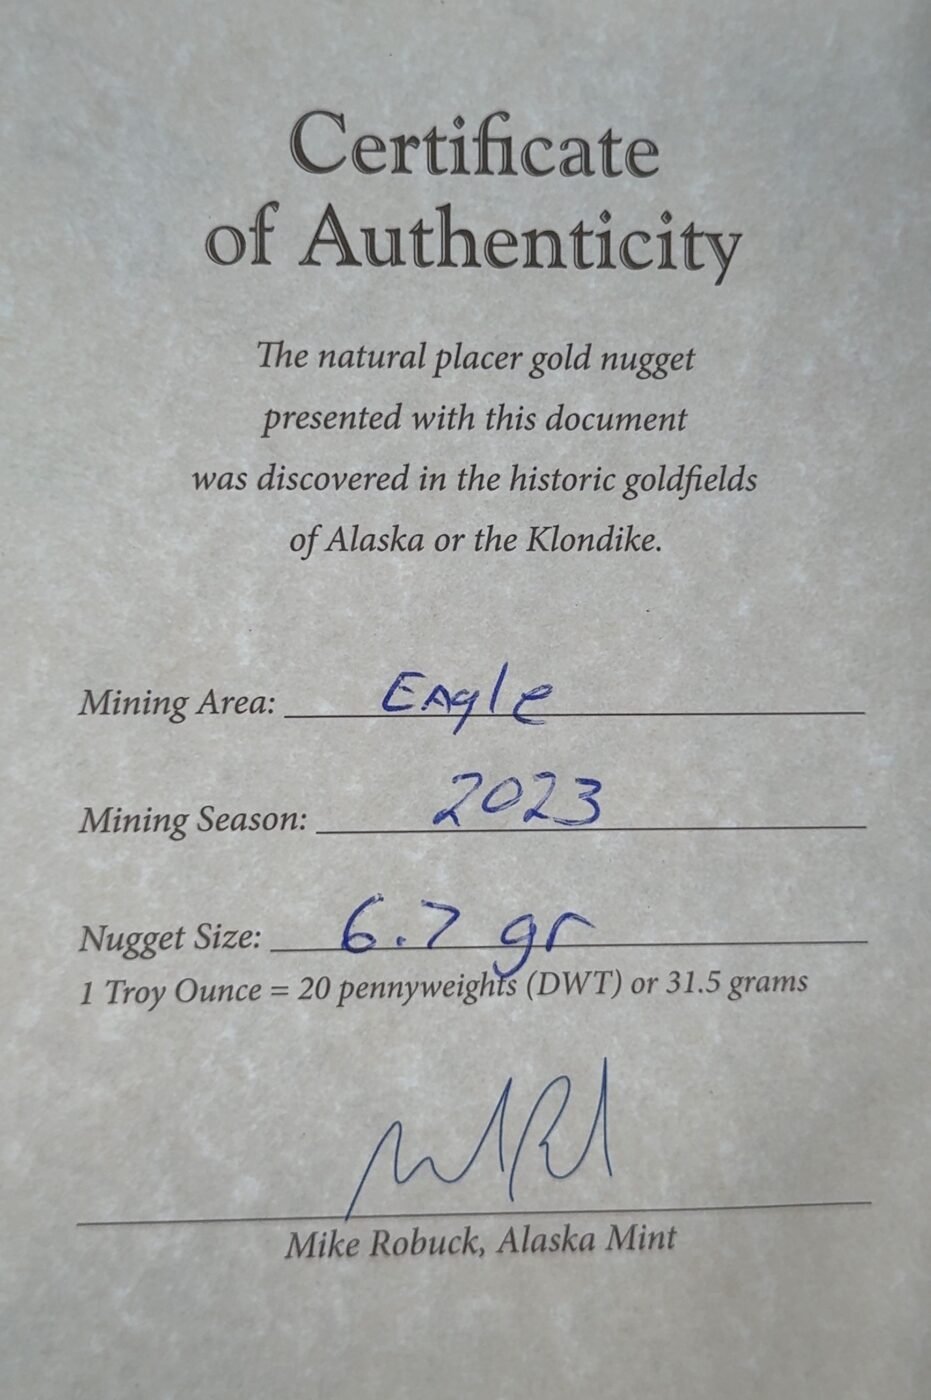 Certificate
of Authenticity
The natural placer gold nugget
presented with this document
was discovered in the historic goldfields
of Alaska or the Klondike.
Mining Area: Eagle
Mining Season: 2023
Nugget Size: 6.7 gr
1 Troy Ounce = 20 pennyweights (DWT) or 31.5 grams
Mike Robuck, Alaska Mint